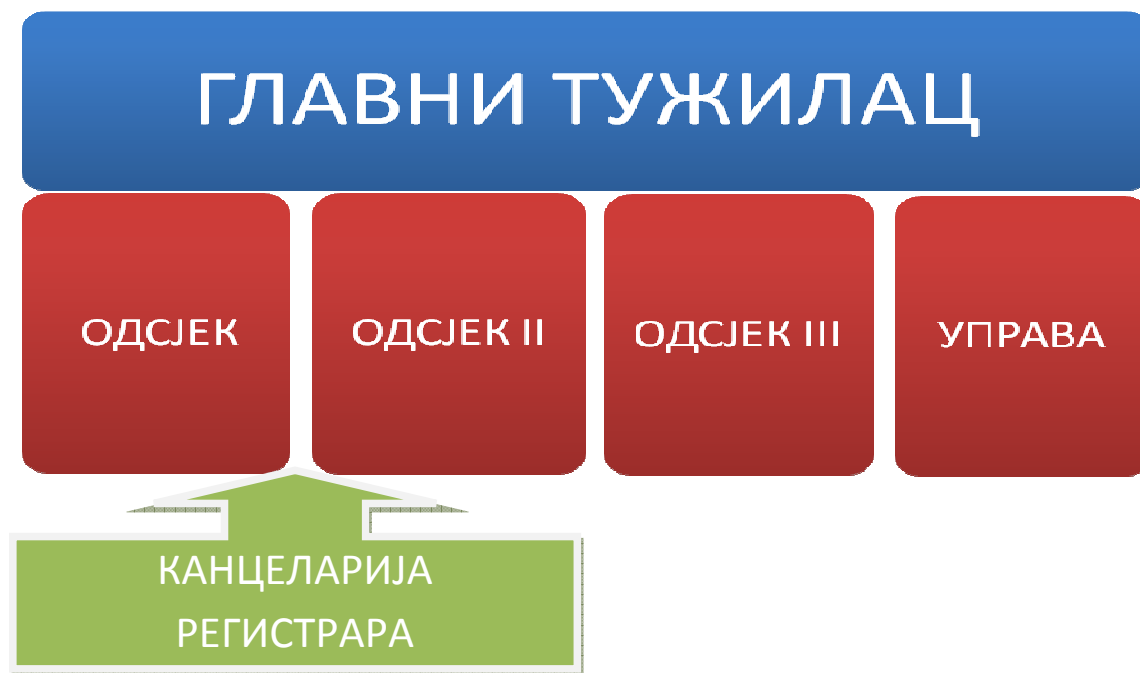 ГЛАВНИ ТУЖИЛАЦ
ОДСЈЕК
ОДСЈЕК II
ОДСЈЕК III
УПРАВА
КАНЦЕЛАРИЈА
РЕГИСТРАРА